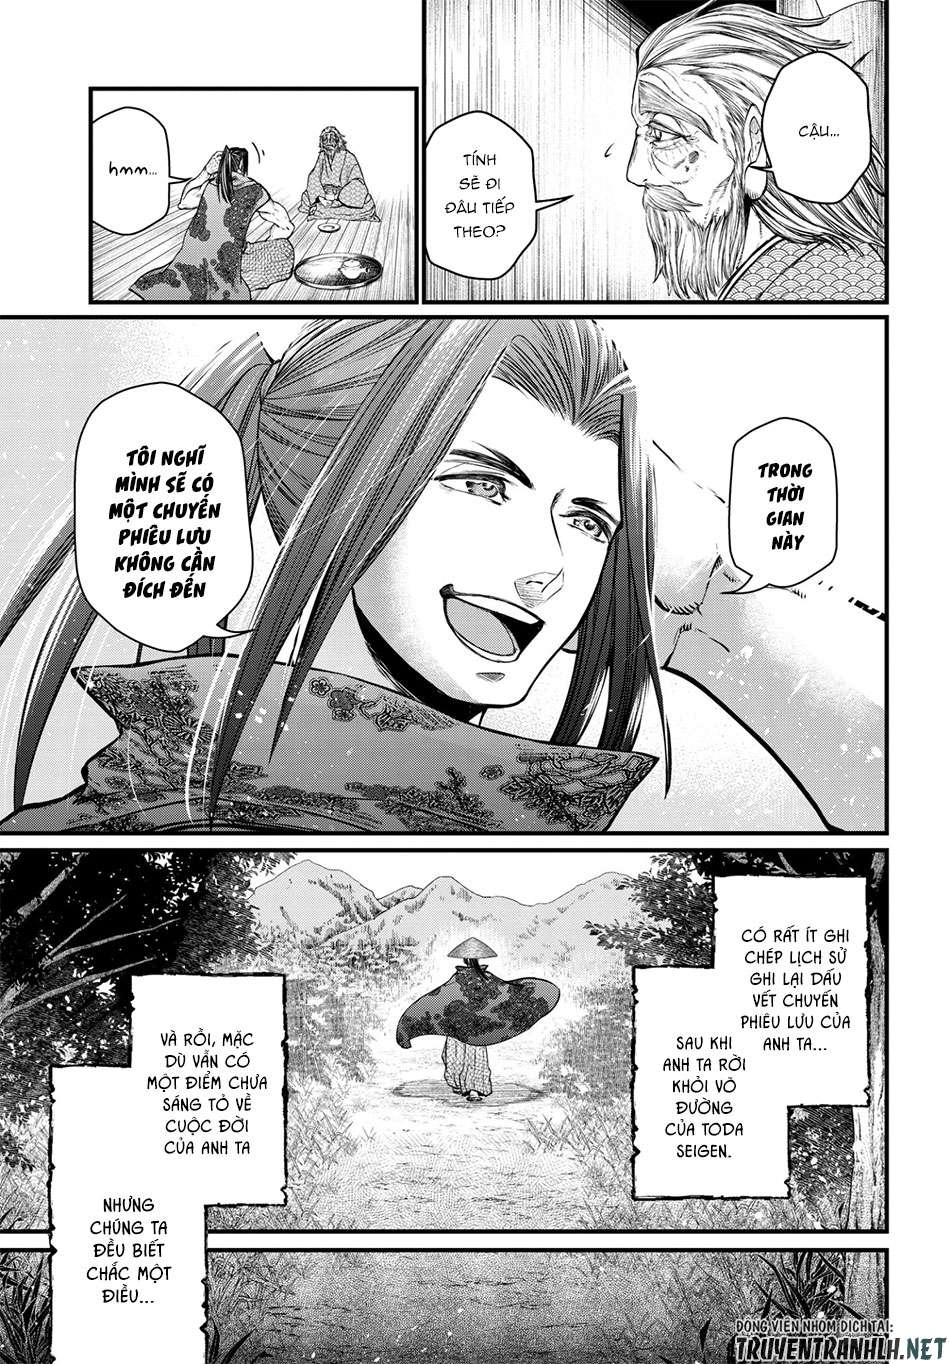 CẬU...
TÍNH
SẼ ĐI
ĐÂU TIẾP
THEO?
hmm...
TRONG
THỜI
GIAN
NÀY
TÔI NGHĨ
MÌNH SẼ CÓ
MỘT CHUYẾN
PHIÊU LƯU
KHÔNG CẦN
ĐÍCH ĐẾN
CÓ RẤT ÍT GHI
CHÉP LỊCH SỬ
GHI LẠI DẤU
VẾT CHUYẾN
PHIÊU LƯU CỦA
ANH TA...
SAU KHI
ANH TA RỜI
KHỎI VÕ
ĐƯỜNG
CỦA TODA
SEIGEN.
VÀ RỒI, MẶC
DÙ VẪN CÓ
MỘT ĐIỂM CHƯA
SÁNG TỎ VỀ
CUỘC ĐỜI
CỦA ANH TA
NHƯNG
CHÚNG TA
ĐỀU BIẾT
CHẮC MỘT
ĐIỀU...
ĐỘNG VIÊN NHÓM DỊCH TẠI:
TRUYENTRANHLH.NET